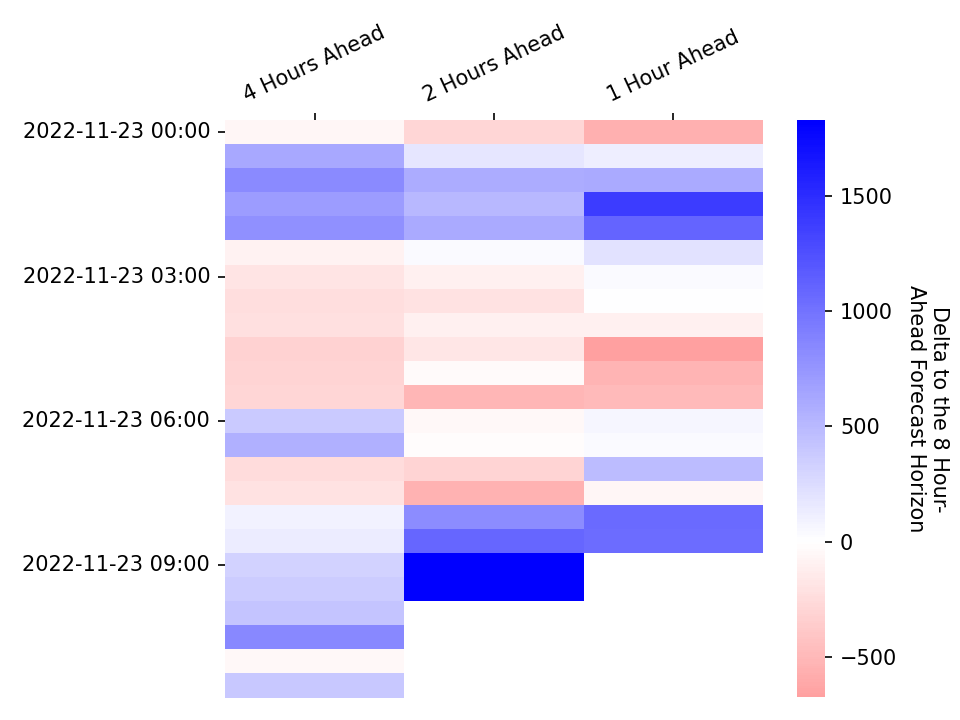 4 Hours Ahead
2 Hours Ahead
1 Hour Ahead
2022-11-23 00:00
2022-11-23 03:00
2022-11-23 06:00
2022-11-23 09:00
1500
1000
500
0
−500
Delta to the 8 Hour-
Ahead Forecast Horizon